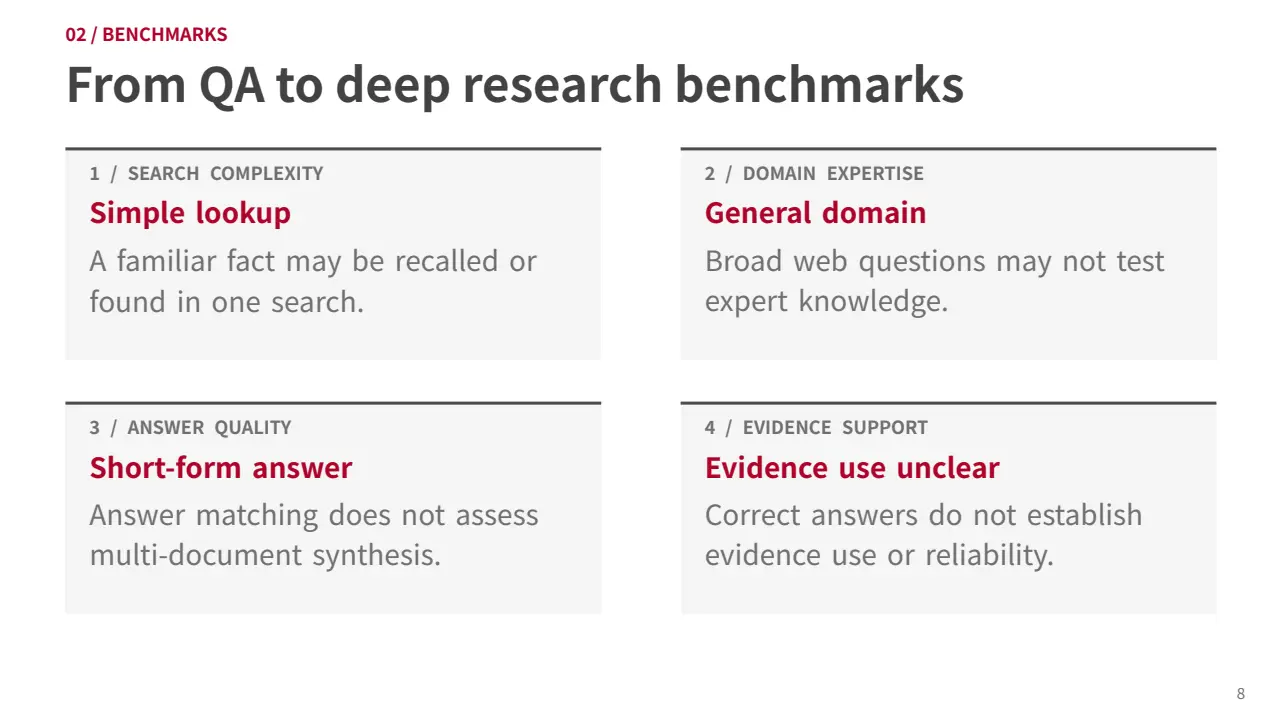 02 / BENCHMARKS
From QA to deep research benchmarks
1 / SEARCH COMPLEXITY
Simple lookup
A familiar fact may be recalled or
found in one search.
2 / DOMAIN EXPERTISE
General domain
Broad web questions may not test
expert knowledge.
3 / ANSWER QUALITY
Short-form answer
Answer matching does not assess
multi-document synthesis.
4 / EVIDENCE SUPPORT
Evidence use unclear
Correct answers do not establish
evidence use or reliability.
8